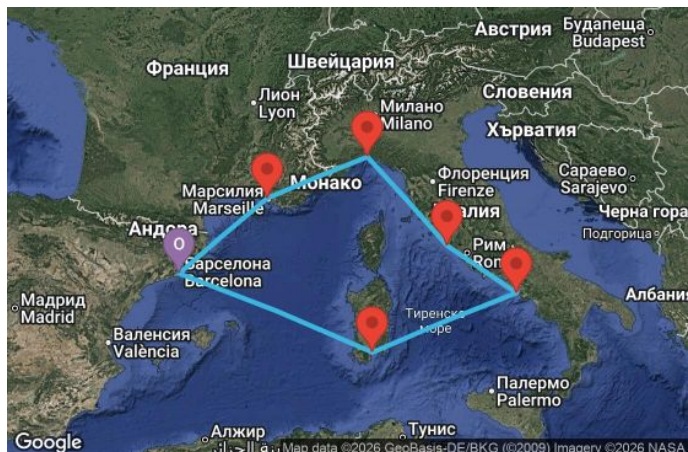 АВСТРИЯ
Будапеща
Budapest
ФРАНЦИЯ
ШВЕЙЦАРИЯ
Лион
Lyon
Милано
Milano
СЛОВЕНИЯ
ХЪРВАТИЯ
Марсилия
Marseille
МОНАКО
Флоренция
Firenze
Сараево
Sarajevo
Черна гора
Подгорица
АНДОРА
О
Барселона
Barcelona
Рим
Мадрид
Madrid
Валенсия
València
Тиренско
море
Албания
Палермо
Palermo
Алжир
Тунис
Google
Map data ©2026 GeoBasis-DE/BKG (©2009) Imagery ©2026 NASA